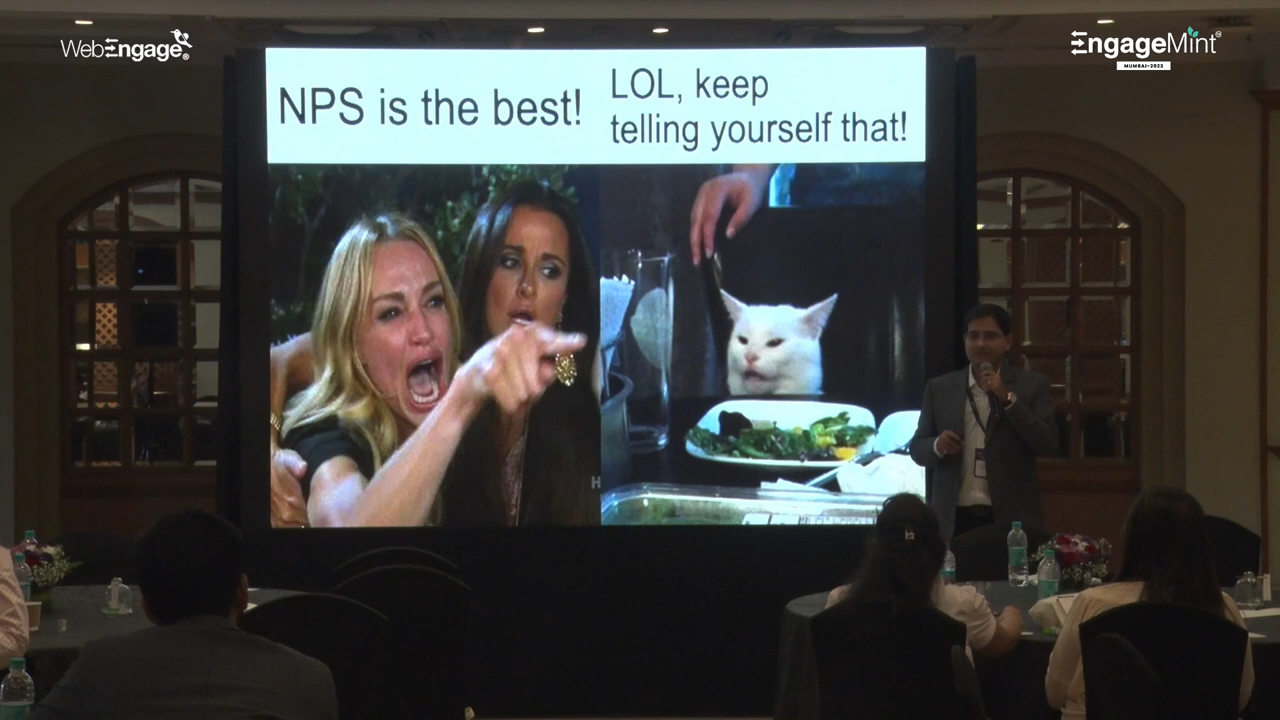 WebEngage
EngageMint
MUMBAI-2023
NPS is the best!
LOL, keep
telling yourself that!
H